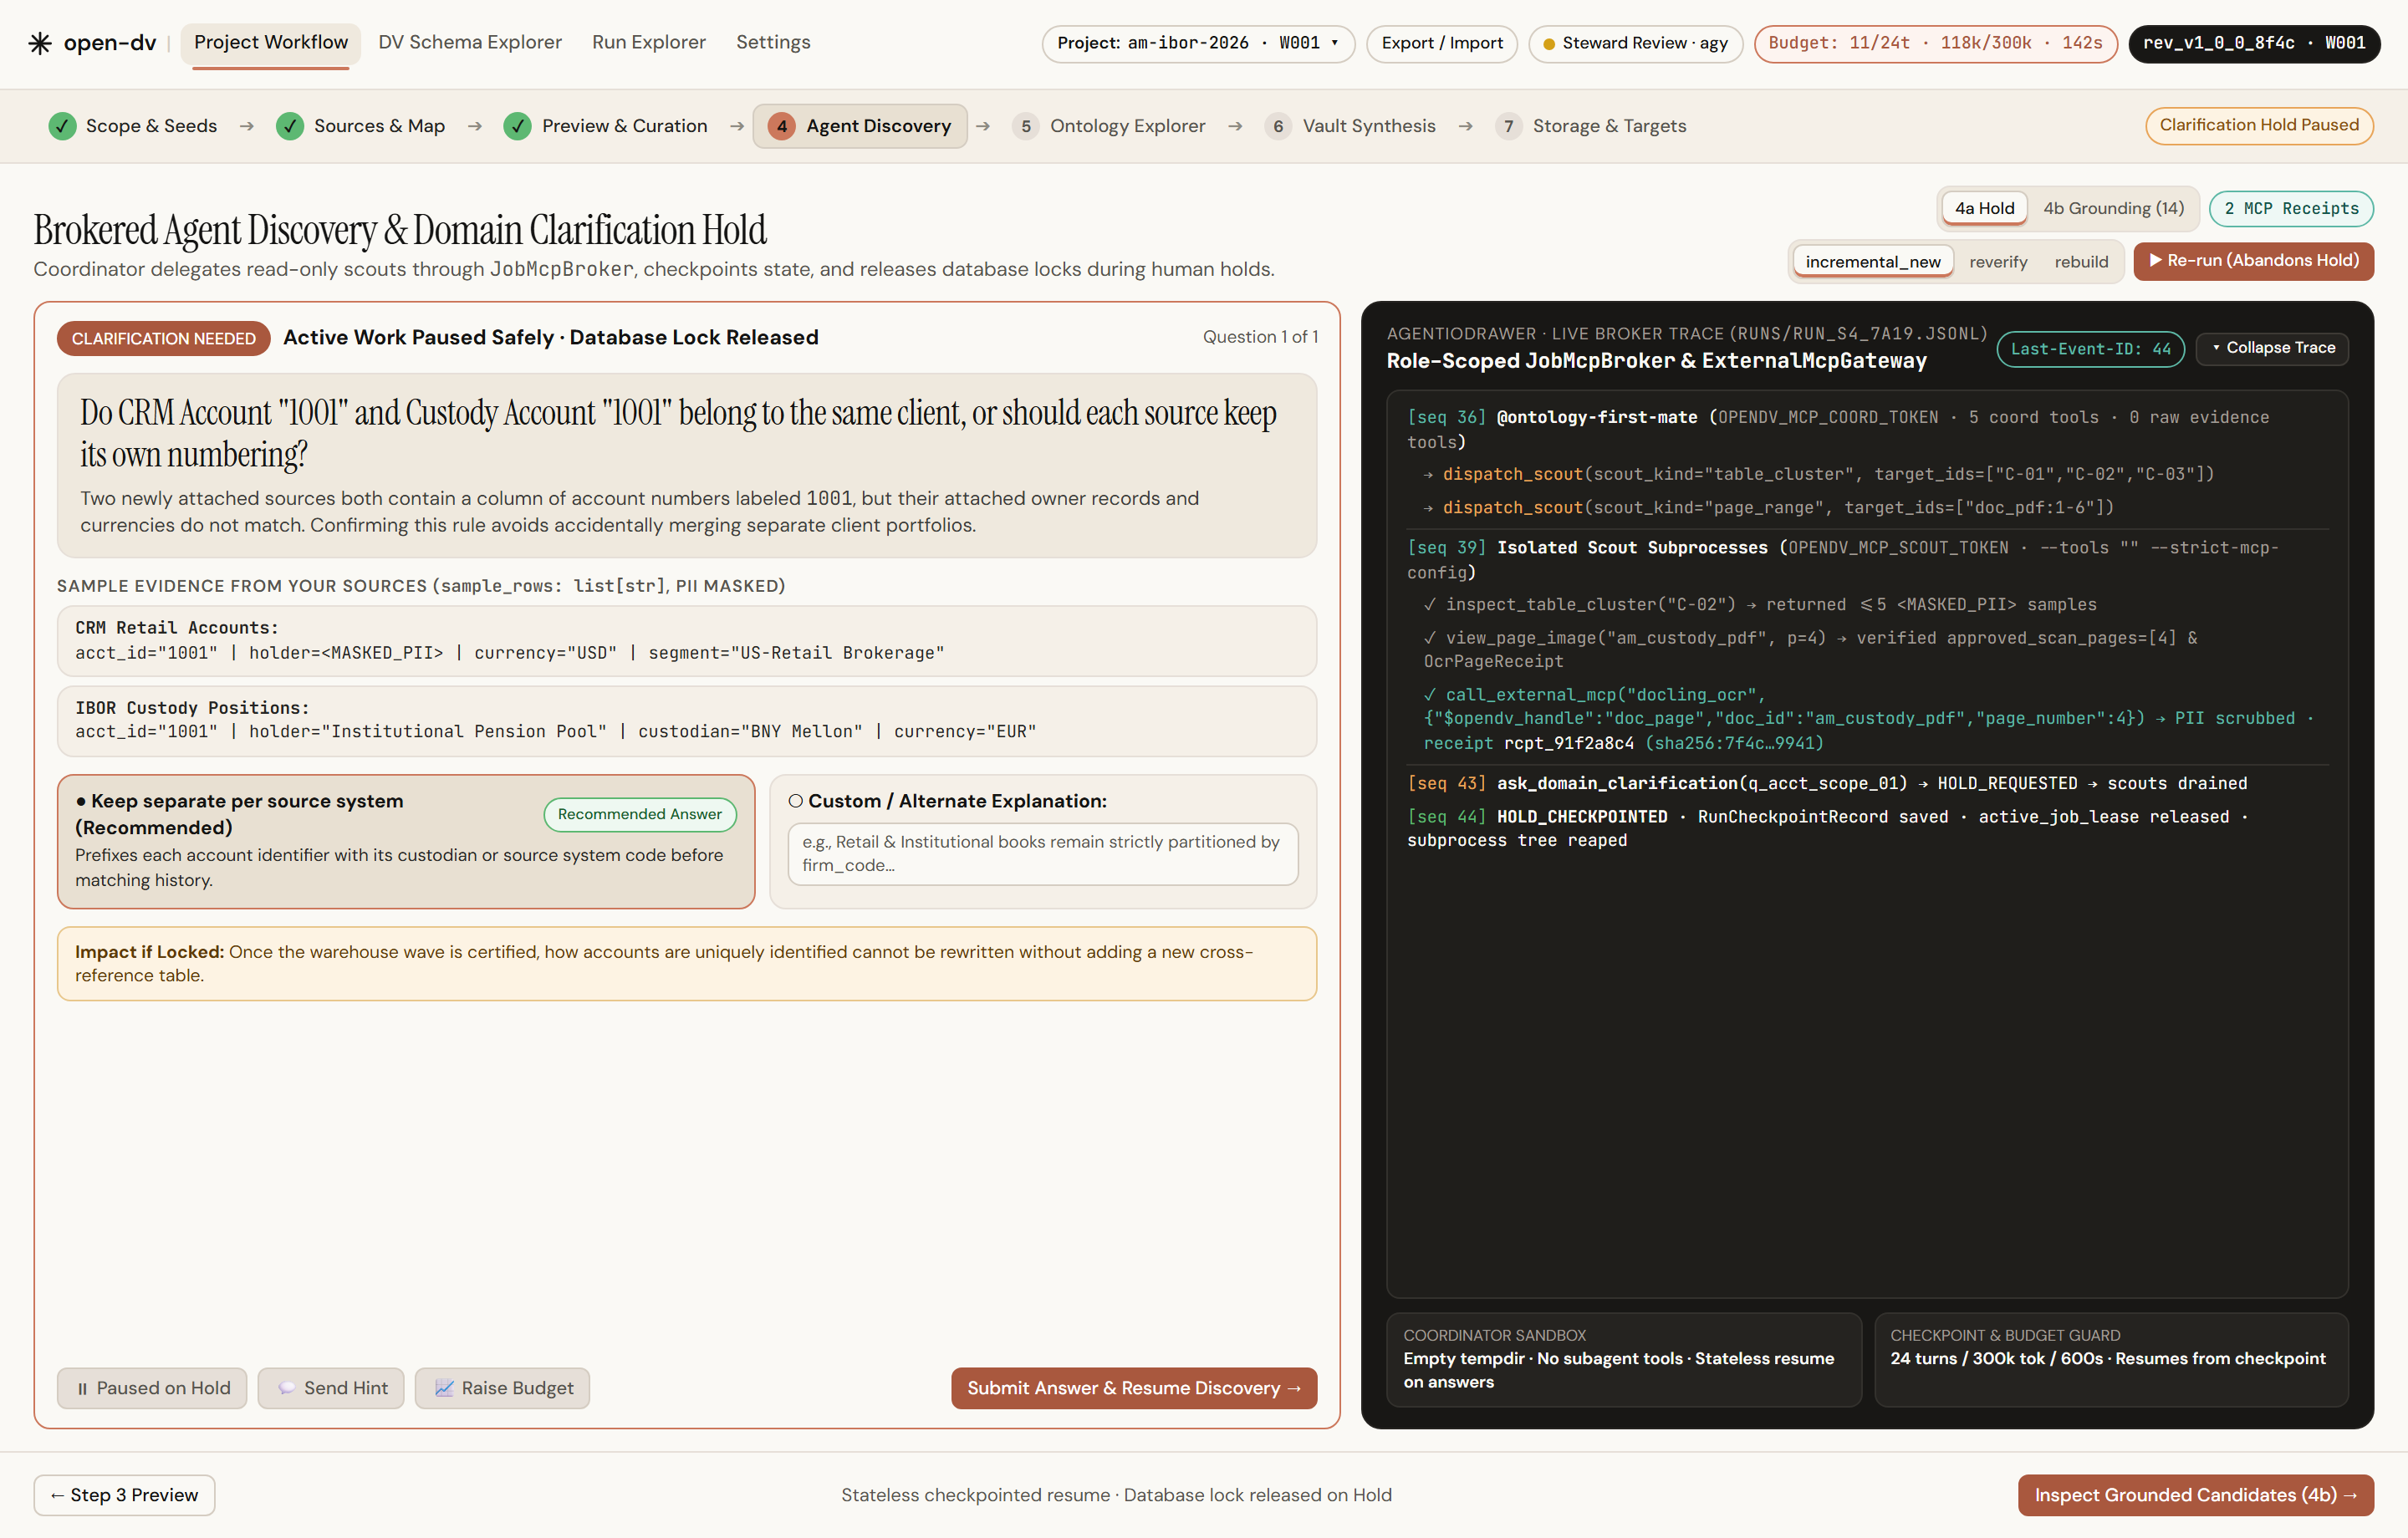 open-dv | Project Workflow DV Schema Explorer Run Explorer Settings
Project: am-ibor-2026 · W001 ▾ Export / Import Steward Review · agy Budget: 11/24t · 118k/300k · 142s rev_v1_0_0_8f4c · W001
✓ Scope & Seeds → ✓ Sources & Map → ✓ Preview & Curation → 4 Agent Discovery → 5 Ontology Explorer → 6 Vault Synthesis → 7 Storage & Targets
Clarification Hold Paused
Brokered Agent Discovery & Domain Clarification Hold
Coordinator delegates read-only scouts through JobMcpBroker, checkpoints state, and releases database locks during human holds.
4a Hold 4b Grounding (14) 2 MCP Receipts
incremental_new reverify rebuild ▶ Re-run (Abandons Hold)
CLARIFICATION NEEDED Active Work Paused Safely · Database Lock Released Question 1 of 1
Do CRM Account "1001" and Custody Account "1001" belong to the same client, or should each source keep
its own numbering?
Two newly attached sources both contain a column of account numbers labeled 1001, but their attached owner records and
currencies do not match. Confirming this rule avoids accidentally merging separate client portfolios.
SAMPLE EVIDENCE FROM YOUR SOURCES (sample_rows: list[str], PII MASKED)
CRM Retail Accounts:
acct_id="1001" | holder=<MASKED_PII> | currency="USD" | segment="US-Retail Brokerage"
IBOR Custody Positions:
acct_id="1001" | holder="Institutional Pension Pool" | custodian="BNY Mellon" | currency="EUR"
● Keep separate per source system
(Recommended)
Recommended Answer
Prefixes each account identifier with its custodian or source system code before
matching history.
○ Custom / Alternate Explanation:
e.g., Retail & Institutional books remain strictly partitioned by
firm_code…
Impact if Locked: Once the warehouse wave is certified, how accounts are uniquely identified cannot be rewritten without adding a new cross-
reference table.
⏸ Paused on Hold 💬 Send Hint 📈 Raise Budget Submit Answer & Resume Discovery →
AGENTIODRAWER · LIVE BROKER TRACE (RUNS/RUN_S4_7A19.JSONL)
Role-Scoped JobMcpBroker & ExternalMcpGateway
Last-Event-ID: 44 ▾ Collapse Trace
[seq 36] @ontology-first-mate (OPENDV_MCP_COORD_TOKEN · 5 coord tools · 0 raw evidence
tools)
→ dispatch_scout(scout_kind="table_cluster", target_ids=["C-01","C-02","C-03"])
→ dispatch_scout(scout_kind="page_range", target_ids=["doc_pdf:1-6"])
[seq 39] Isolated Scout Subprocesses (OPENDV_MCP_SCOUT_TOKEN · --tools "" --strict-mcp-
config)
✓ inspect_table_cluster("C-02") → returned ≤5 <MASKED_PII> samples
✓ view_page_image("am_custody_pdf", p=4) → verified approved_scan_pages=[4] &
OcrPageReceipt
✓ call_external_mcp("docling_ocr",
{"$opendv_handle":"doc_page","doc_id":"am_custody_pdf","page_number":4}) → PII scrubbed ·
receipt rcpt_91f2a8c4 (sha256:7f4c…9941)
[seq 43] ask_domain_clarification(q_acct_scope_01) → HOLD_REQUESTED → scouts drained
[seq 44] HOLD_CHECKPOINTED · RunCheckpointRecord saved · active_job_lease released ·
subprocess tree reaped
COORDINATOR SANDBOX
Empty tempdir · No subagent tools · Stateless resume
on answers
CHECKPOINT & BUDGET GUARD
24 turns / 300k tok / 600s · Resumes from checkpoint
← Step 3 Preview Stateless checkpointed resume · Database lock released on Hold Inspect Grounded Candidates (4b) →